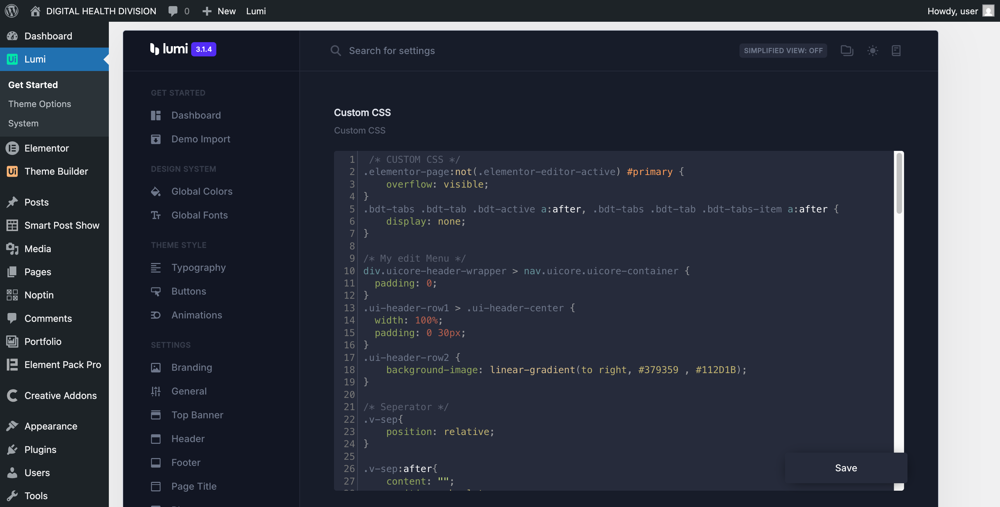 DIGITAL HEALTH DIVISION
0
New
Lumi
Howdy, user
Dashboard
Ui Lumi
Get Started
Theme Options
System
Elementor
Ui Theme Builder
Posts
Smart Post Show
Media
Pages
Noptin
Comments
Portfolio
Element Pack Pro
Creative Addons
Appearance
Plugins
Users
Tools
lumi 3.1.4
GET STARTED
Dashboard
Demo Import
DESIGN SYSTEM
Global Colors
Global Fonts
THEME STYLE
Typography
Buttons
Animations
SETTINGS
Branding
General
Top Banner
Header
Footer
Page Title
Search for settings
SIMPLIFIED VIEW: OFF
Custom CSS
Custom CSS
1 /* CUSTOM CSS */
2 .elementor-page:not(.elementor-editor-active) #primary {
3 overflow: visible;
4 }
5 .bdt-tabs .bdt-tab .bdt-active a:after, .bdt-tabs .bdt-tab .bdt-tabs-item a:after {
6 display: none;
7 }
8
9 /* My edit Menu */
10 div.uicore-header-wrapper > nav.uicore.uicore-container {
11 padding: 0;
12 }
13 .ui-header-row1 > .ui-header-center {
14 width: 100%;
15 padding: 0 30px;
16 }
17 .ui-header-row2 {
18 background-image: linear-gradient(to right, #379359 , #112D1B);
19 }
20
21 /* Seperator */
22 .v-sep{
23 position: relative;
24 }
25
26 .v-sep:after{
27 content: "";
Save